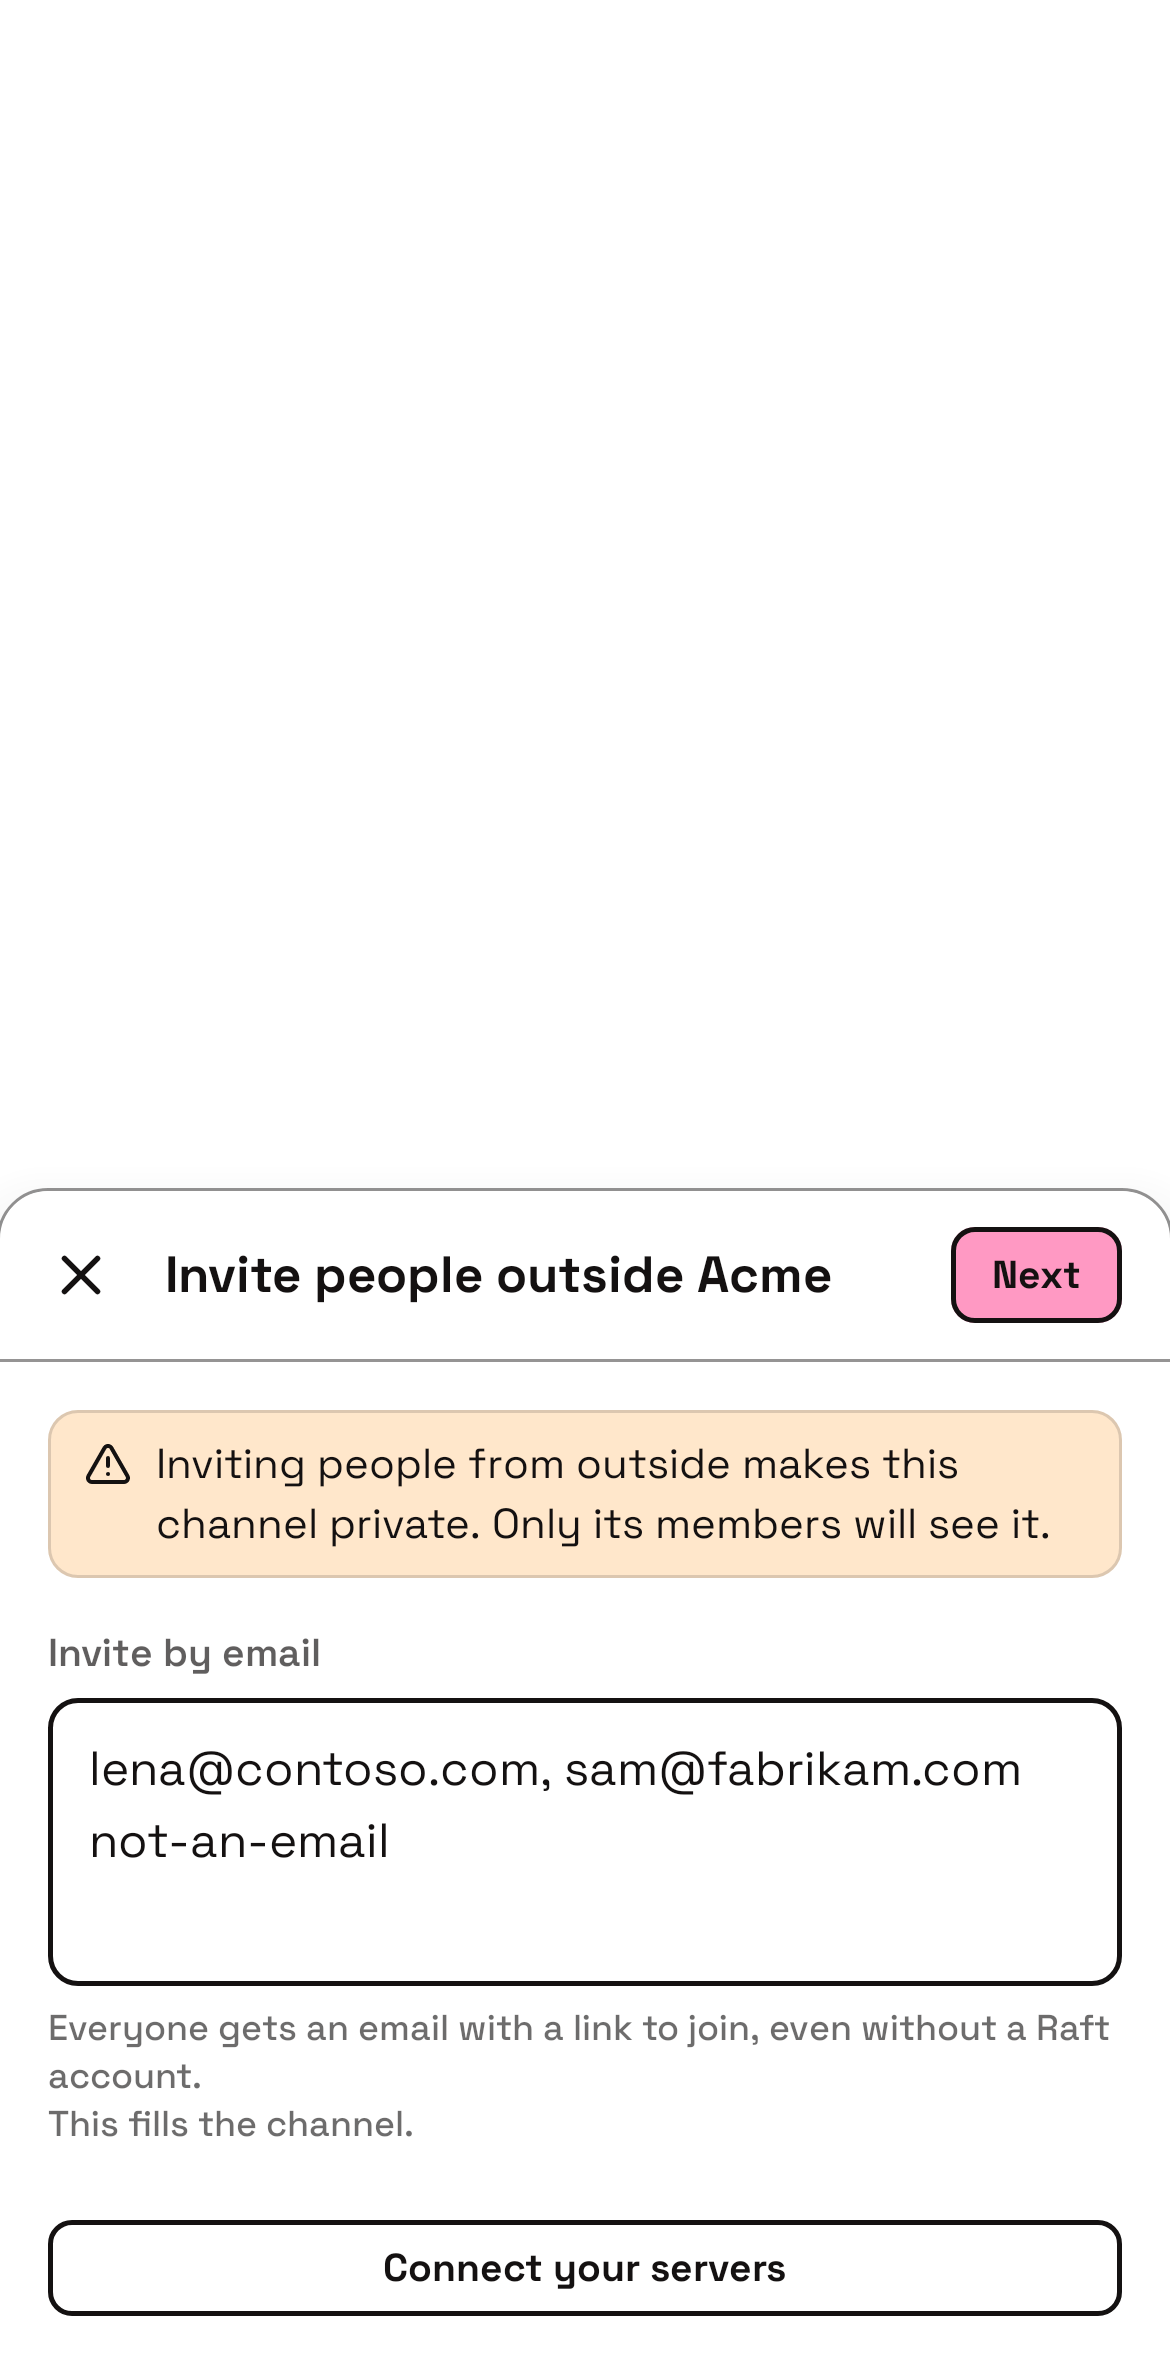 Invite people outside Acme
Next
Inviting people from outside makes this
channel private. Only its members will see it.
Invite by email
lena@contoso.com, sam@fabrikam.com
not-an-email
Everyone gets an email with a link to join, even without a Raft
account.
This fills the channel.
Connect your servers